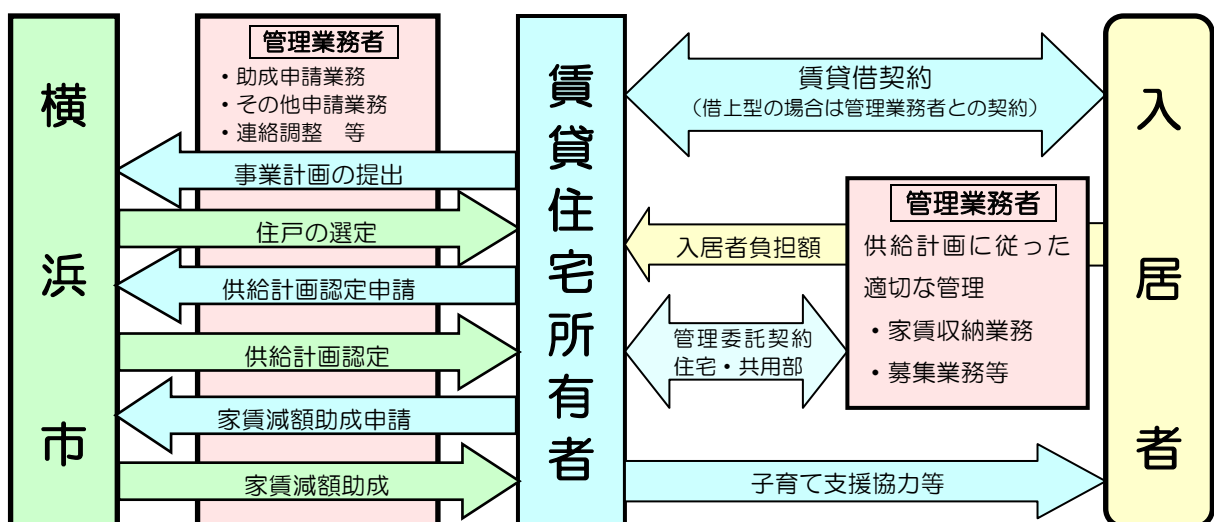 横浜市
管理業務者
・助成申請業務
・その他申請業務
・連絡調整　等
事業計画の提出
住戸の選定
供給計画認定申請
供給計画認定
家賃減額助成申請
家賃減額助成
賃貸住宅所有者
賃貸借契約
（借上型の場合は管理業務者との契約）
入居者負担額
管理委託契約
住宅・共用部
管理業務者
供給計画に従った
適切な管理
・家賃収納業務
・募集業務等
子育て支援協力等
入居者